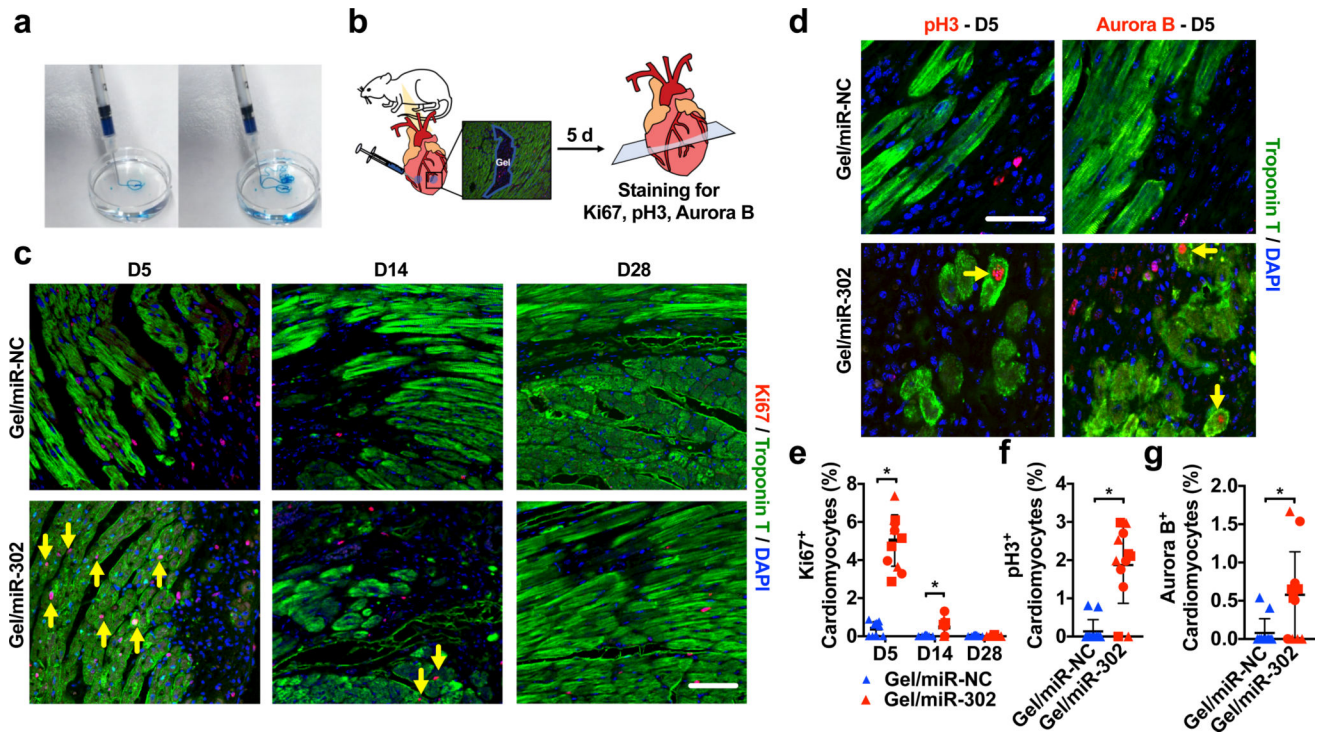 a
b
Gel
5 d
Staining for
Ki67, pH3, Aurora B
c
D5
D14
D28
Gel/miR-NC
Gel/miR-302
Ki67 / Troponin T / DAPI
d
pH3 - D5
Aurora B - D5
Gel/miR-NC
Gel/miR-302
Troponin T / DAPI
e
Ki67⁺
Cardiomyocytes (%)
8
6
4
2
0
*
*
D5
D14
D28
Gel/miR-NC
Gel/miR-302
f
pH3⁺
Cardiomyocytes (%)
4
3
2
1
0
*
Gel/miR-NC
Gel/miR-302
g
Aurora B⁺
Cardiomyocytes (%)
2.0
1.5
1.0
0.5
0.0
*
Gel/miR-NC
Gel/miR-302